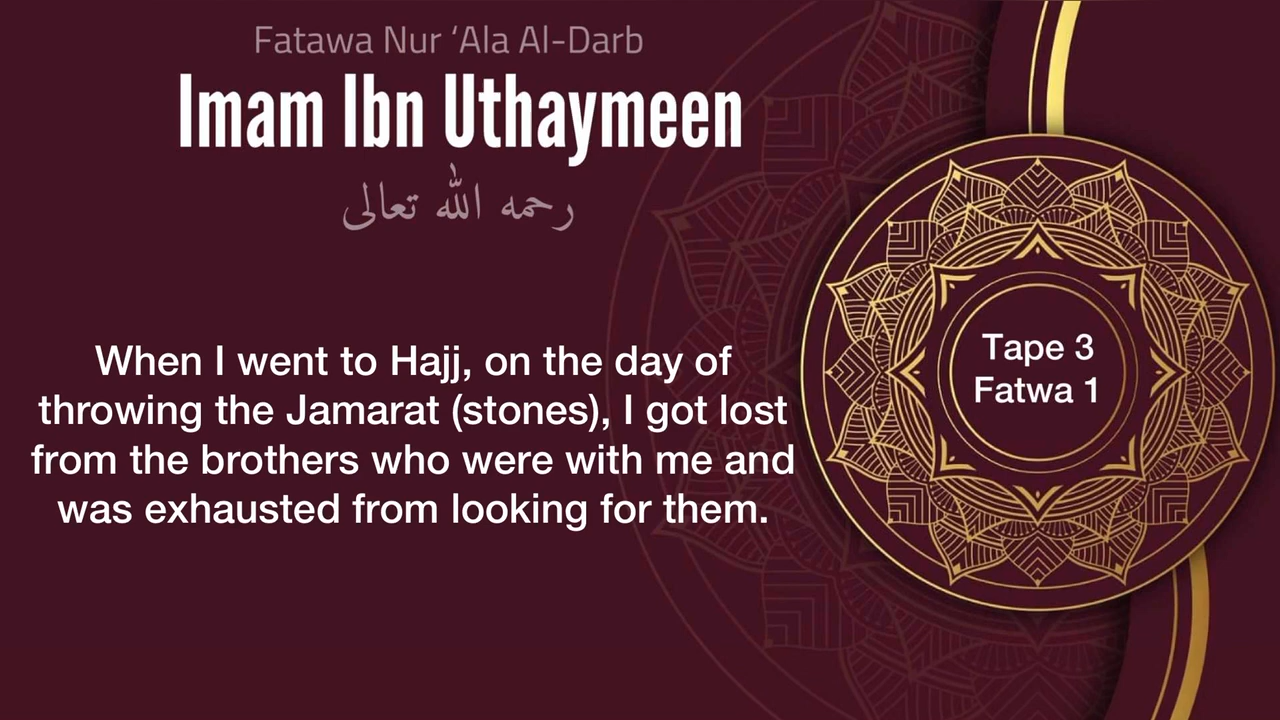 Fatawa Nur ‘Ala Al-Darb
Imam Ibn Uthaymeen
رحمه الله تعالى
When I went to Hajj, on the day of
throwing the Jamarat (stones), I got lost
from the brothers who were with me and
was exhausted from looking for them.
Tape 3
Fatwa 1